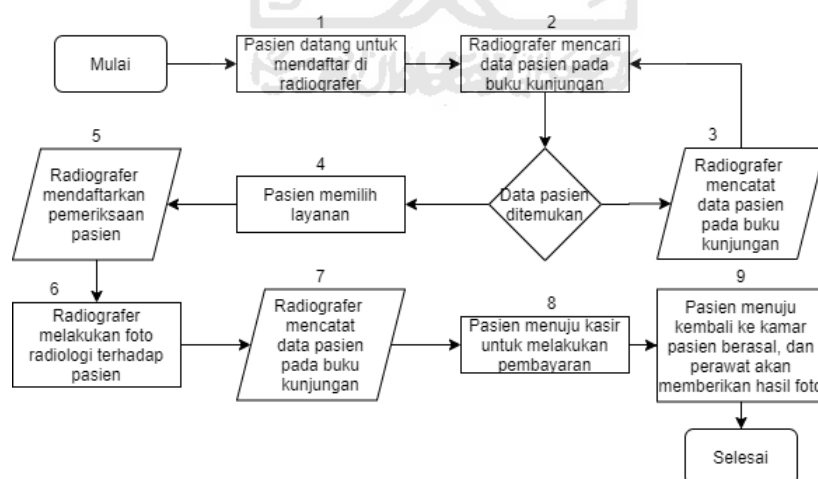 1
2
Mulai
Pasien datang untuk
mendaftar di
radiografer
Radiografer mencari
data pasien pada
buku kunjungan
5
4
3
Radiografer
mendaftarkan
pemeriksaan
pasien
Pasien memilih
layanan
Data pasien
ditemukan
Radiografer
mencatat
data pasien
pada buku
kunjungan
6
7
8
9
Radiografer
melakukan foto
radiologi terhadap
pasien
Radiografer
mencatat
data pasien
pada buku
kunjungan
Pasien menuju kasir
untuk melakukan
pembayaran
Pasien menuju
kembali ke kamar
pasien berasal, dan
perawat akan
memberikan hasil foto
Selesai